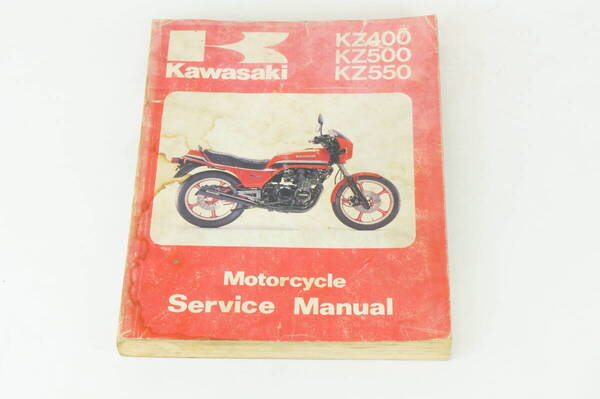 Kawasaki
KZ400
KZ500
KZ550
Motorcycle
Service Manual